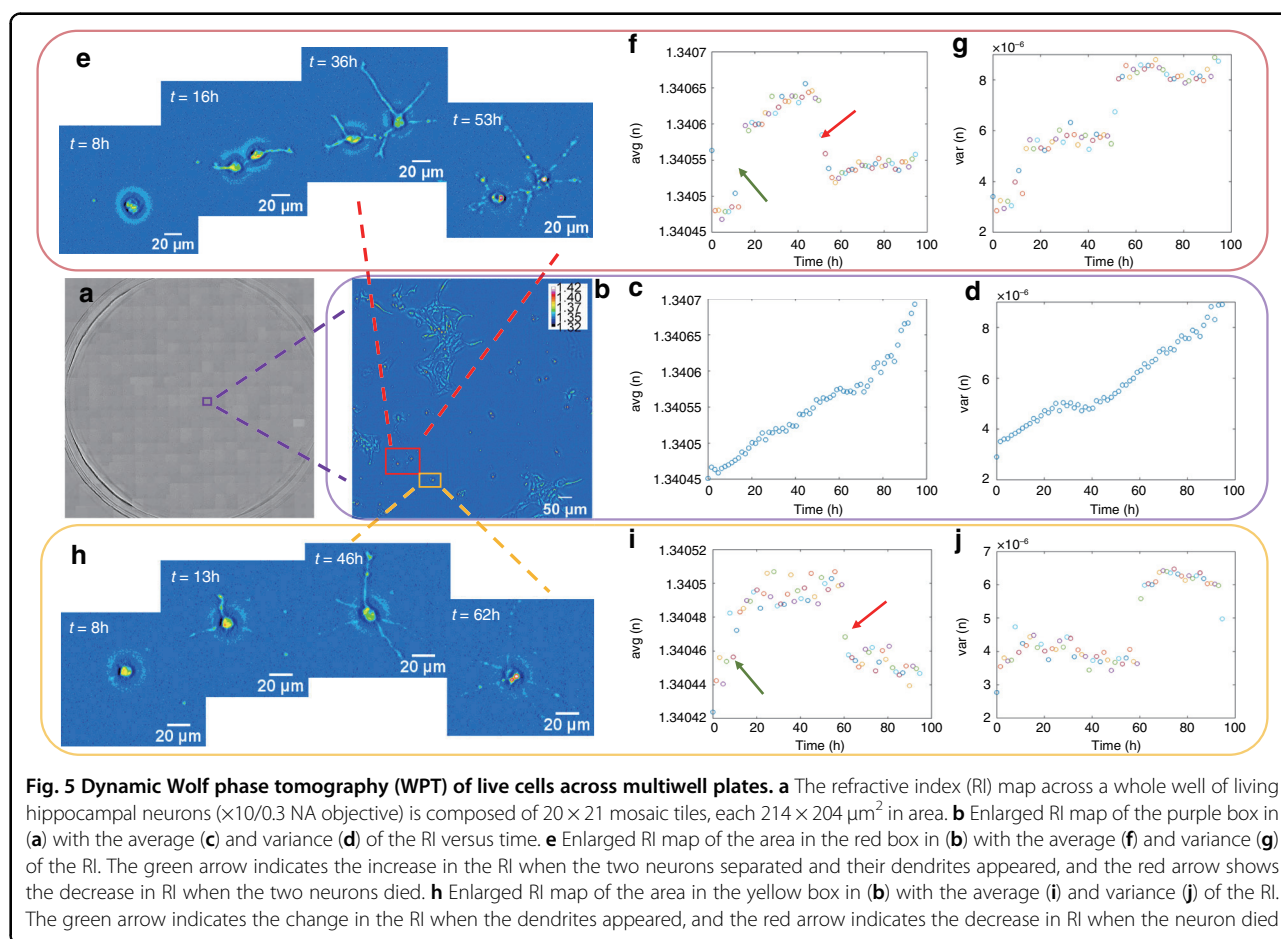 e
t = 8h
20 µm
t = 16h
20 µm
t = 36h
20 µm
t = 53h
20 µm
f
1.3407
1.34065
1.3406
1.34055
1.3405
1.34045
avg (n)
0 20 40 60 80 100
Time (h)
g
×10⁻⁶
8
6
4
2
var (n)
0 20 40 60 80 100
Time (h)
a
b
1.42
1.40
1.37
1.35
1.32
50 µm
c
1.3407
1.34065
1.3406
1.34055
1.3405
1.34045
avg (n)
0 20 40 60 80 100
Time (h)
d
×10⁻⁶
8
6
4
2
var (n)
0 20 40 60 80 100
Time (h)
h
t = 8h
20 µm
t = 13h
20 µm
t = 46h
20 µm
t = 62h
20 µm
i
1.34052
1.3405
1.34048
1.34046
1.34044
1.34042
avg (n)
0 20 40 60 80 100
Time (h)
j
×10⁻⁶
7
6
5
4
3
2
var (n)
0 20 40 60 80 100
Time (h)
Fig. 5 Dynamic Wolf phase tomography (WPT) of live cells across multiwell plates. a The refractive index (RI) map across a whole well of living
hippocampal neurons (×10/0.3 NA objective) is composed of 20 × 21 mosaic tiles, each 214 × 204 µm² in area. b Enlarged RI map of the purple box in
(a) with the average (c) and variance (d) of the RI versus time. e Enlarged RI map of the area in the red box in (b) with the average (f) and variance (g)
of the RI. The green arrow indicates the increase in the RI when the two neurons separated and their dendrites appeared, and the red arrow shows
the decrease in RI when the two neurons died. h Enlarged RI map of the area in the yellow box in (b) with the average (i) and variance (j) of the RI.
The green arrow indicates the change in the RI when the dendrites appeared, and the red arrow indicates the decrease in RI when the neuron died